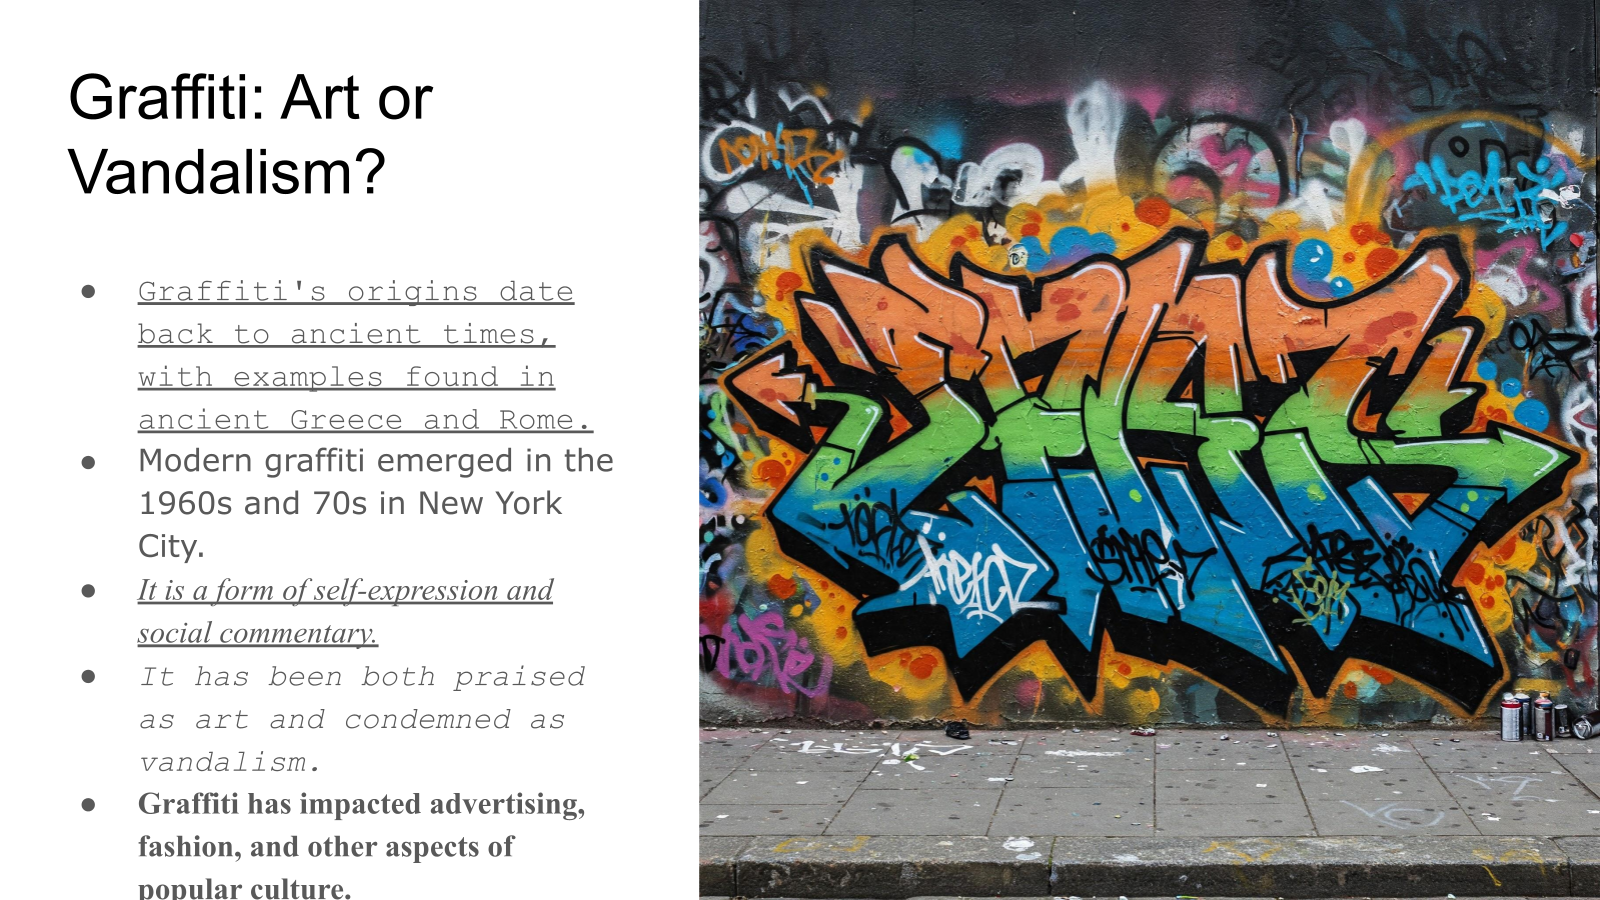 Graffiti: Art or
Vandalism?
● Graffiti's origins date
back to ancient times,
with examples found in
ancient Greece and Rome.
● Modern graffiti emerged in the
1960s and 70s in New York
City.
● It is a form of self-expression and
social commentary.
● It has been both praised
as art and condemned as
vandalism.
● Graffiti has impacted advertising,
fashion, and other aspects of
popular culture.